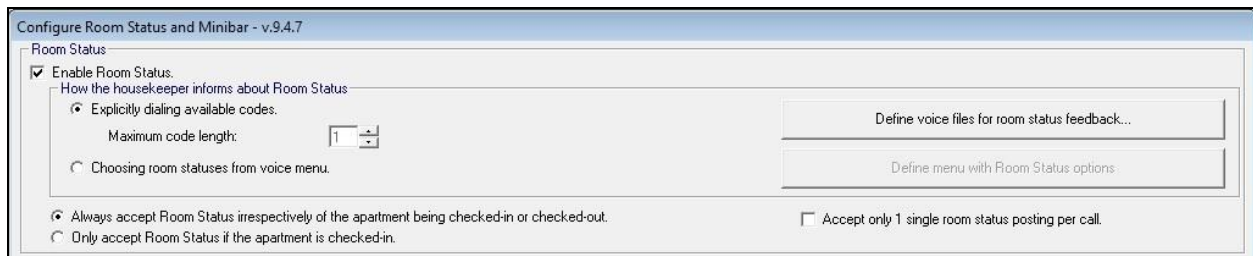 Configure Room Status and Minibar - v.9.4.7
Room Status
Enable Room Status.
How the housekeeper informs about Room Status
Explicitly dialing available codes.
Maximum code length: 1
Define voice files for room status feedback...
Choosing room statuses from voice menu.
Define menu with Room Status options
Always accept Room Status irrespectively of the apartment being checked-in or checked-out.
Accept only 1 single room status posting per call.
Only accept Room Status if the apartment is checked-in.